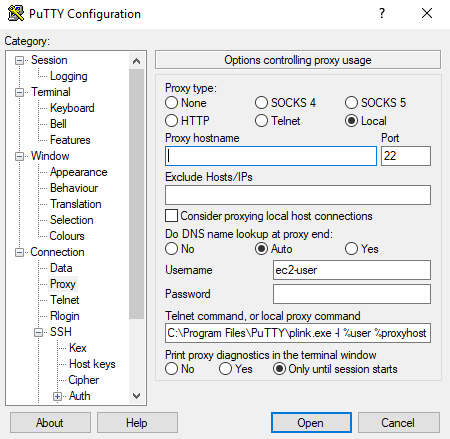 PuTTY Configuration
? ×
Category:
Session
Logging
Terminal
Keyboard
Bell
Features
Window
Appearance
Behaviour
Translation
Selection
Colours
Connection
Data
Proxy
Telnet
Rlogin
SSH
Kex
Host keys
Cipher
Auth
Options controlling proxy usage
Proxy type:
None SOCKS 4 SOCKS 5
HTTP Telnet Local
Proxy hostname Port
22
Exclude Hosts/IPs
Consider proxying local host connections
Do DNS name lookup at proxy end:
No Auto Yes
Username ec2-user
Password
Telnet command, or local proxy command
C:\Program Files\PuTTY\plink.exe -l %user %proxyhost
Print proxy diagnostics in the terminal window
No Yes Only until session starts
About Help Open Cancel